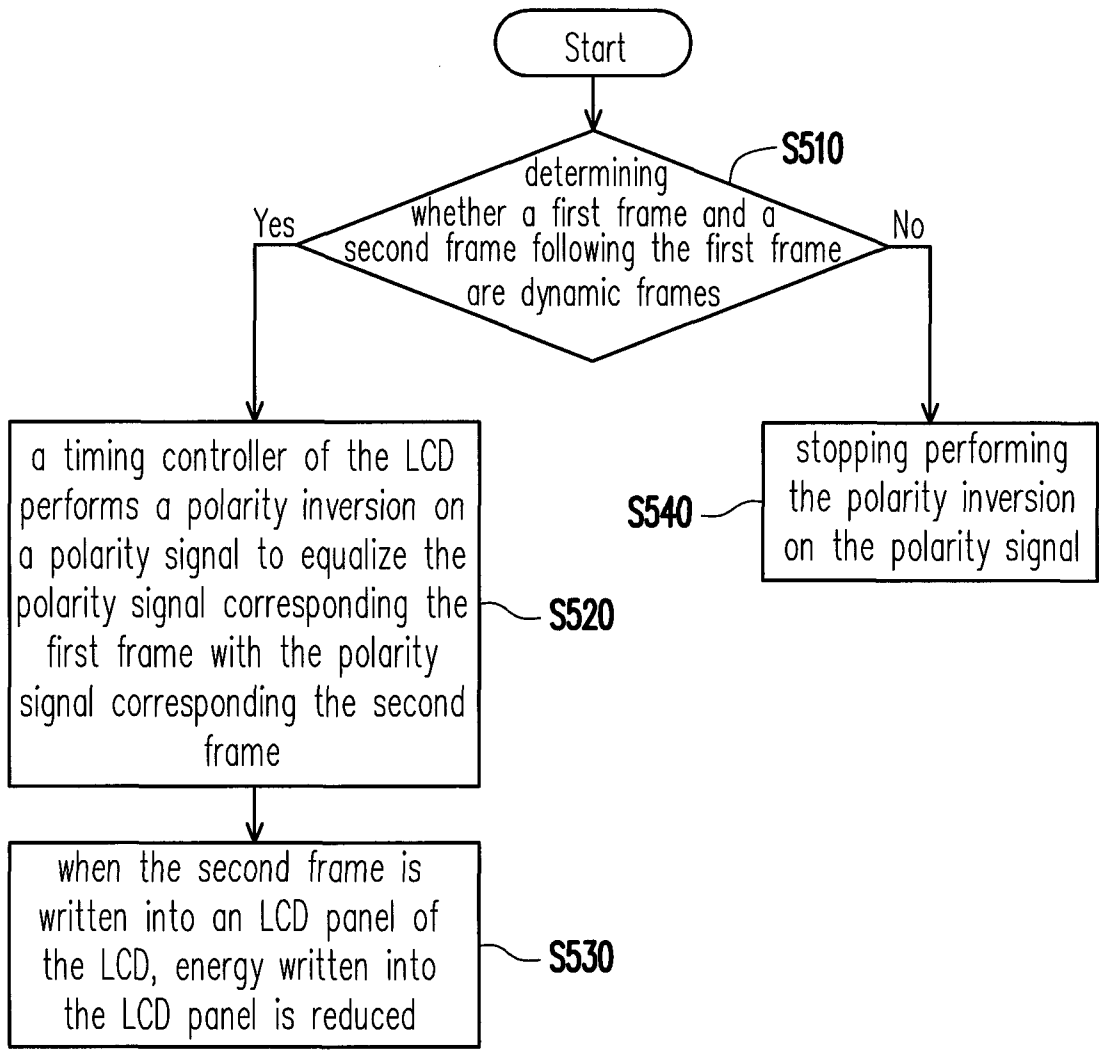 Start
S510
determining
whether a first frame and a
second frame following the first frame
are dynamic frames
Yes
No
a timing controller of the LCD
performs a polarity inversion on
a polarity signal to equalize the
polarity signal corresponding the
first frame with the polarity
signal corresponding the second
frame
S520
stopping performing
the polarity inversion
on the polarity signal
S540
when the second frame is
written into an LCD panel of
the LCD, energy written into
the LCD panel is reduced
S530